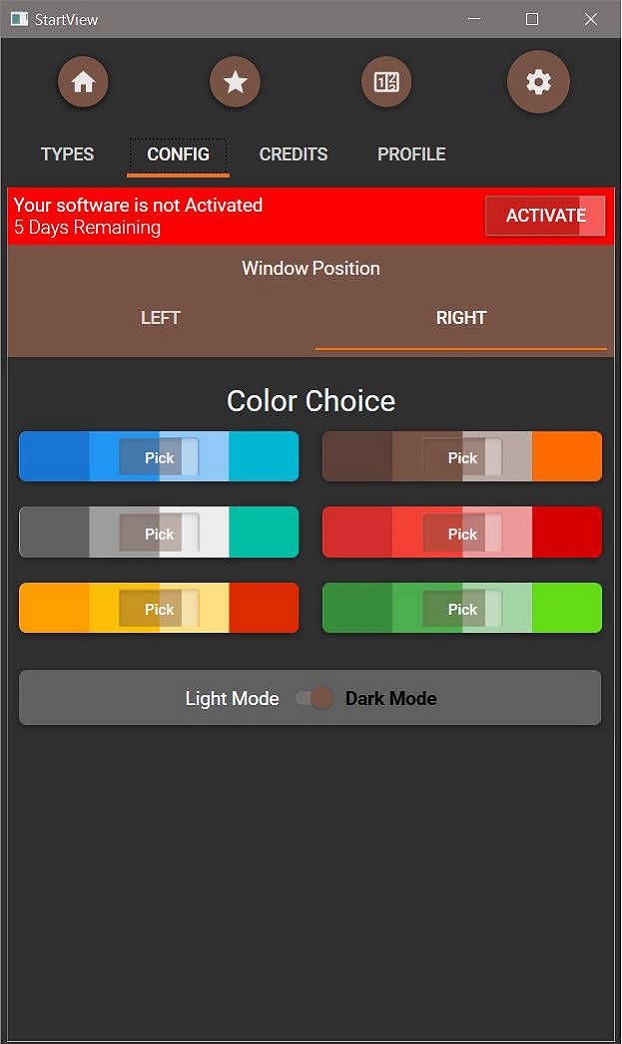 StartView
TYPES CONFIG CREDITS PROFILE
Your software is not Activated
5 Days Remaining
ACTIVATE
Window Position
LEFT RIGHT
Color Choice
Pick Pick
Pick Pick
Pick Pick
Light Mode Dark Mode